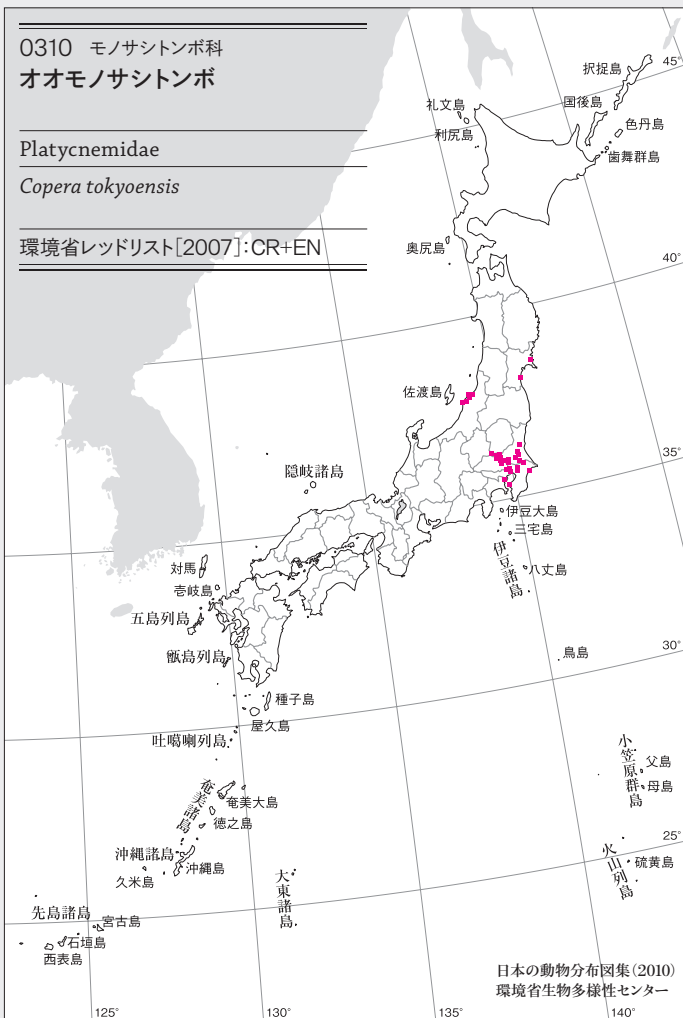 0310 モノサシトンボ科
オオモノサシトンボ
Platycnemidae
Copera tokyoensis
環境省レッドリスト[2007]:CR+EN
45°
択捉島
国後島
礼文島
色丹島
利尻島
歯舞群島
奥尻島
40°
佐渡島
35°
隠岐諸島
伊豆大島
三宅島
伊豆諸島
八丈島
対馬
壱岐島
五島列島
甑島列島
鳥島
30°
種子島
屋久島
吐噶喇列島
小笠原群島
父島
母島
奄美諸島
奄美大島
徳之島
25°
沖縄諸島
沖縄島
久米島
大東諸島
火山列島
硫黄島
先島諸島
宮古島
石垣島
西表島
日本の動物分布図集(2010)
環境省生物多様性センター
125°
130°
135°
140°